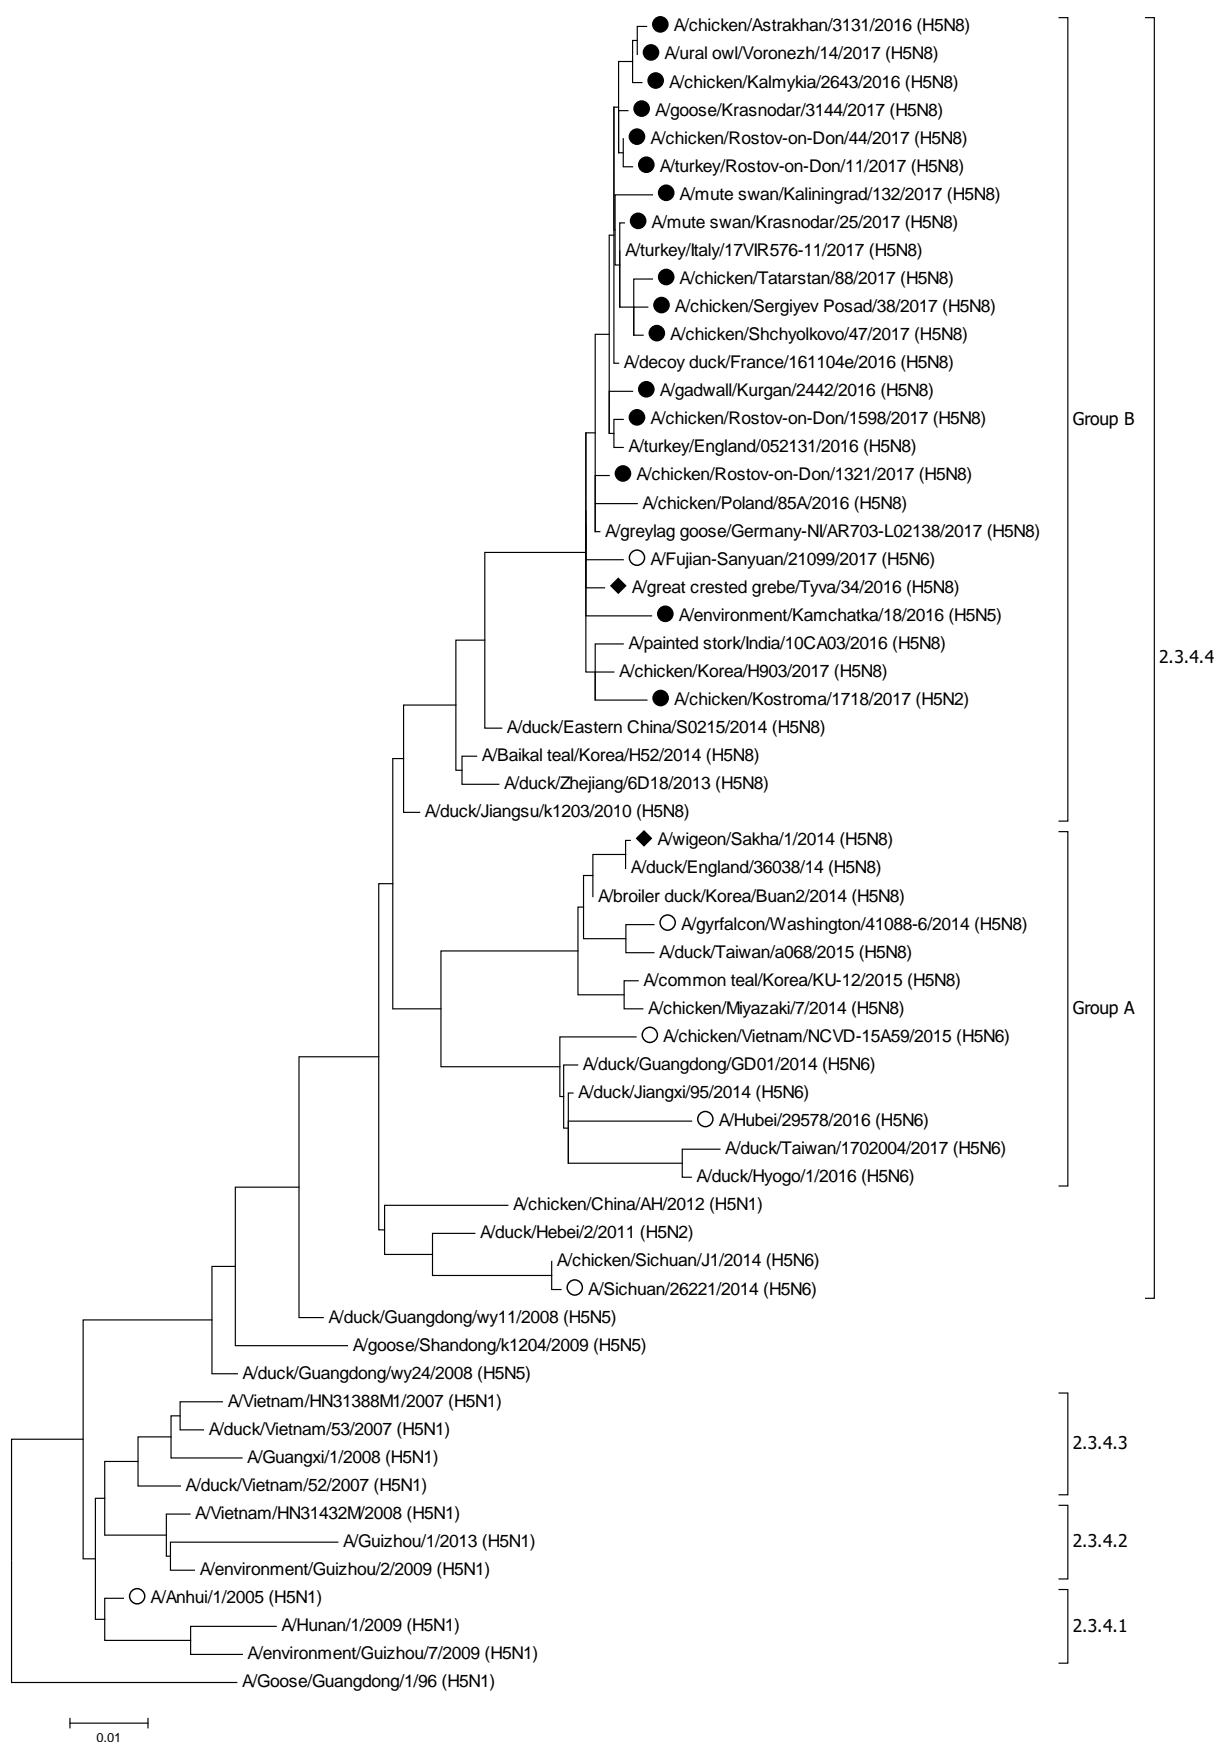 A/chicken/Astrakhan/3131/2016 (H5N8)
A/ural owl/Voronezh/14/2017 (H5N8)
A/chicken/Kalmykia/2643/2016 (H5N8)
A/goose/Krasnodar/3144/2017 (H5N8)
A/chicken/Rostov-on-Don/44/2017 (H5N8)
A/turkey/Rostov-on-Don/11/2017 (H5N8)
A/mute swan/Kaliningrad/132/2017 (H5N8)
A/mute swan/Krasnodar/25/2017 (H5N8)
A/turkey/Italy/17VIR576-11/2017 (H5N8)
A/chicken/Tatarstan/88/2017 (H5N8)
A/chicken/Sergiyev Posad/38/2017 (H5N8)
A/chicken/Shchyolkovo/47/2017 (H5N8)
A/decoy duck/France/161104e/2016 (H5N8)
A/gadwall/Kurgan/2442/2016 (H5N8)
A/chicken/Rostov-on-Don/1598/2017 (H5N8)
Group B
A/turkey/England/052131/2016 (H5N8)
A/chicken/Rostov-on-Don/1321/2017 (H5N8)
A/chicken/Poland/85A/2016 (H5N8)
A/greylag goose/Germany-NI/AR703-L02138/2017 (H5N8)
A/Fujian-Sanyuan/21099/2017 (H5N6)
A/great crested grebe/Tyva/34/2016 (H5N8)
A/environment/Kamchatka/18/2016 (H5N5)
A/painted stork/India/10CA03/2016 (H5N8)
2.3.4.4
A/chicken/Korea/H903/2017 (H5N8)
A/chicken/Kostroma/1718/2017 (H5N2)
A/duck/Eastern China/S0215/2014 (H5N8)
A/Baikal teal/Korea/H52/2014 (H5N8)
A/duck/Zhejiang/6D18/2013 (H5N8)
A/duck/Jiangsu/k1203/2010 (H5N8)
A/wigeon/Sakha/1/2014 (H5N8)
A/duck/England/36038/14 (H5N8)
A/broiler duck/Korea/Buan2/2014 (H5N8)
A/gyrfalcon/Washington/41088-6/2014 (H5N8)
A/duck/Taiwan/a068/2015 (H5N8)
A/common teal/Korea/KU-12/2015 (H5N8)
A/chicken/Miyazaki/7/2014 (H5N8)
Group A
A/chicken/Vietnam/NCVD-15A59/2015 (H5N6)
A/duck/Guangdong/GD01/2014 (H5N6)
A/duck/Jiangxi/95/2014 (H5N6)
A/Hubei/29578/2016 (H5N6)
A/duck/Taiwan/1702004/2017 (H5N6)
A/duck/Hyogo/1/2016 (H5N6)
A/chicken/China/AH/2012 (H5N1)
A/duck/Hebei/2/2011 (H5N2)
A/chicken/Sichuan/J1/2014 (H5N6)
A/Sichuan/26221/2014 (H5N6)
A/duck/Guangdong/wy11/2008 (H5N5)
A/goose/Shandong/k1204/2009 (H5N5)
A/duck/Guangdong/wy24/2008 (H5N5)
A/Vietnam/HN31388M1/2007 (H5N1)
A/duck/Vietnam/53/2007 (H5N1)
2.3.4.3
A/Guangxi/1/2008 (H5N1)
A/duck/Vietnam/52/2007 (H5N1)
A/Vietnam/HN31432M/2008 (H5N1)
A/Guizhou/1/2013 (H5N1)
2.3.4.2
A/environment/Guizhou/2/2009 (H5N1)
A/Anhui/1/2005 (H5N1)
A/Hunan/1/2009 (H5N1)
2.3.4.1
A/environment/Guizhou/7/2009 (H5N1)
A/Goose/Guangdong/1/96 (H5N1)
0.01